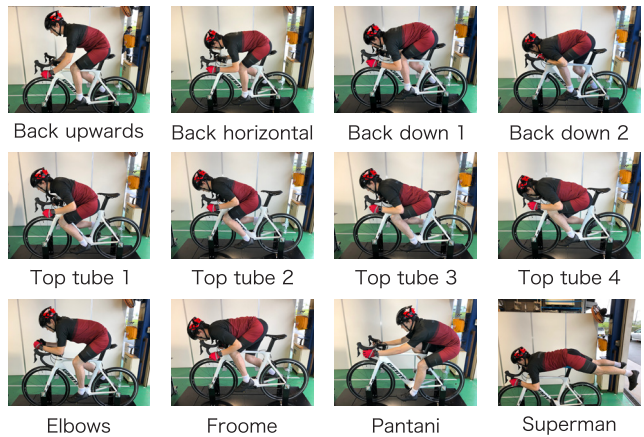 Back upwards
Back horizontal
Back down 1
Back down 2
Top tube 1
Top tube 2
Top tube 3
Top tube 4
Elbows
Froome
Pantani
Superman